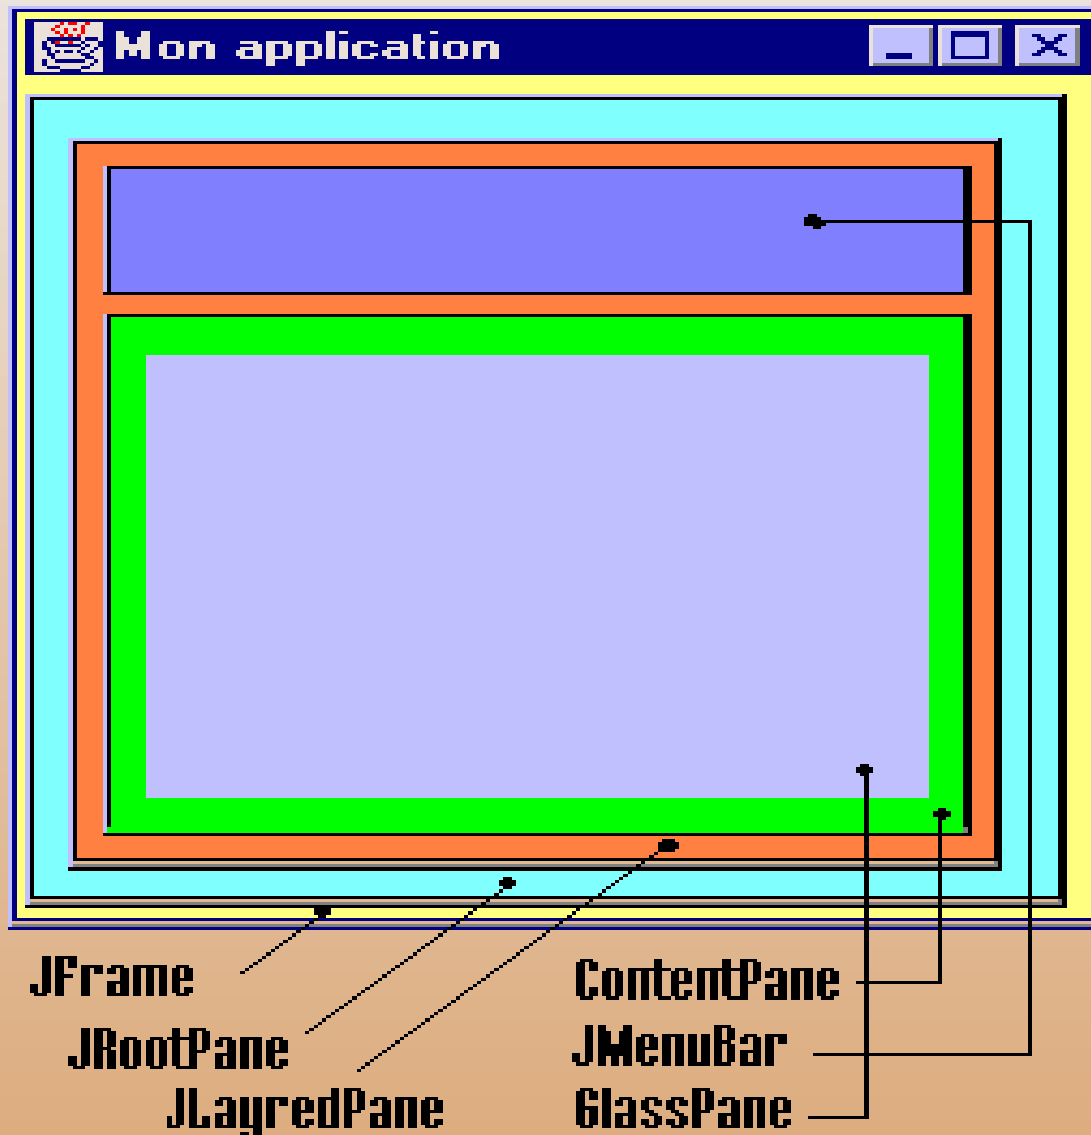 Mon application
JFrame
JRootPane
JLayredPane
ContentPane
JMenuBar
GlassPane